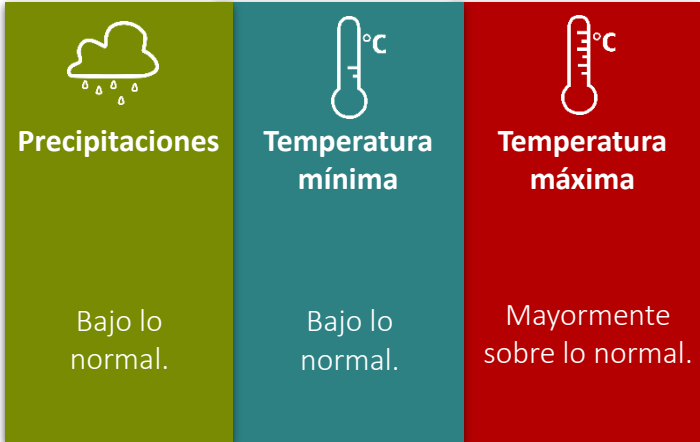 Precipitaciones
Bajo lo
normal.
°C
Temperatura
mínima
Bajo lo
normal.
°C
Temperatura
máxima
Mayormente
sobre lo normal.